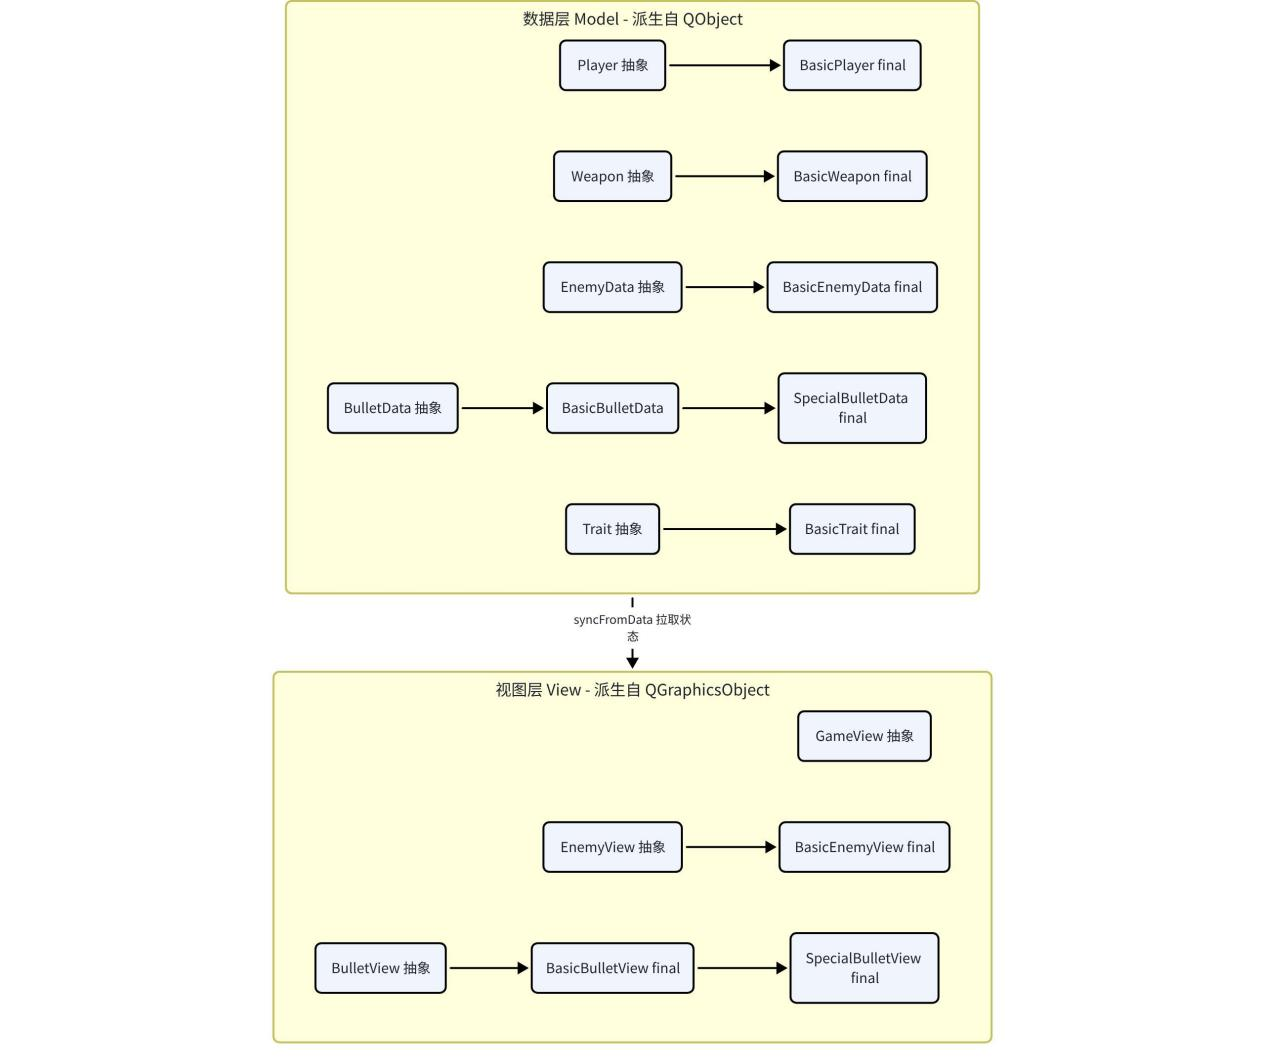 数据层 Model - 派生自 QObject
Player 抽象
BasicPlayer final
Weapon 抽象
BasicWeapon final
EnemyData 抽象
BasicEnemyData final
BulletData 抽象
BasicBulletData
SpecialBulletData
final
Trait 抽象
BasicTrait final
syncFromData 拉取状
态
视图层 View - 派生自 QGraphicsObject
GameView 抽象
EnemyView 抽象
BasicEnemyView final
BulletView 抽象
BasicBulletView final
SpecialBulletView
final